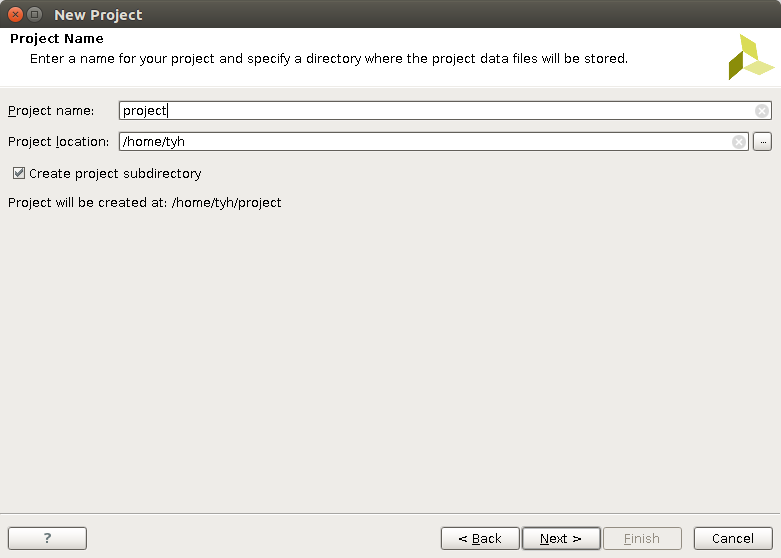 New Project
Project Name
Enter a name for your project and specify a directory where the project data files will be stored.
Project name: project
Project location: /home/tyh ...
Create project subdirectory
Project will be created at: /home/tyh/project
? < Back Next > Finish Cancel